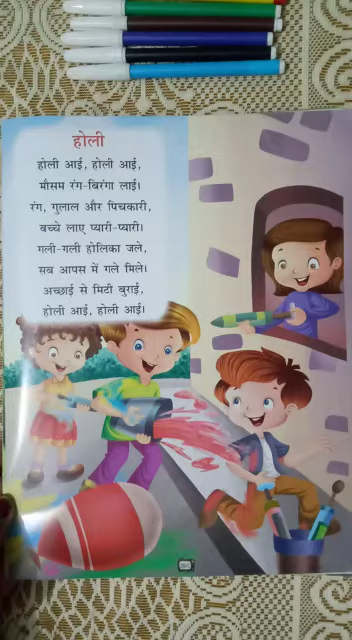 होली
होली आई, होली आई,
मौसम रंग-बिरंगा लाई।
रंग, गुलाल और पिचकारी,
बच्चे लाए प्यारी-प्यारी।
गली-गली होलिका जले,
सब आपस में गले मिले।
अच्छाई से मिटी बुराई,
होली आई, होली आई।